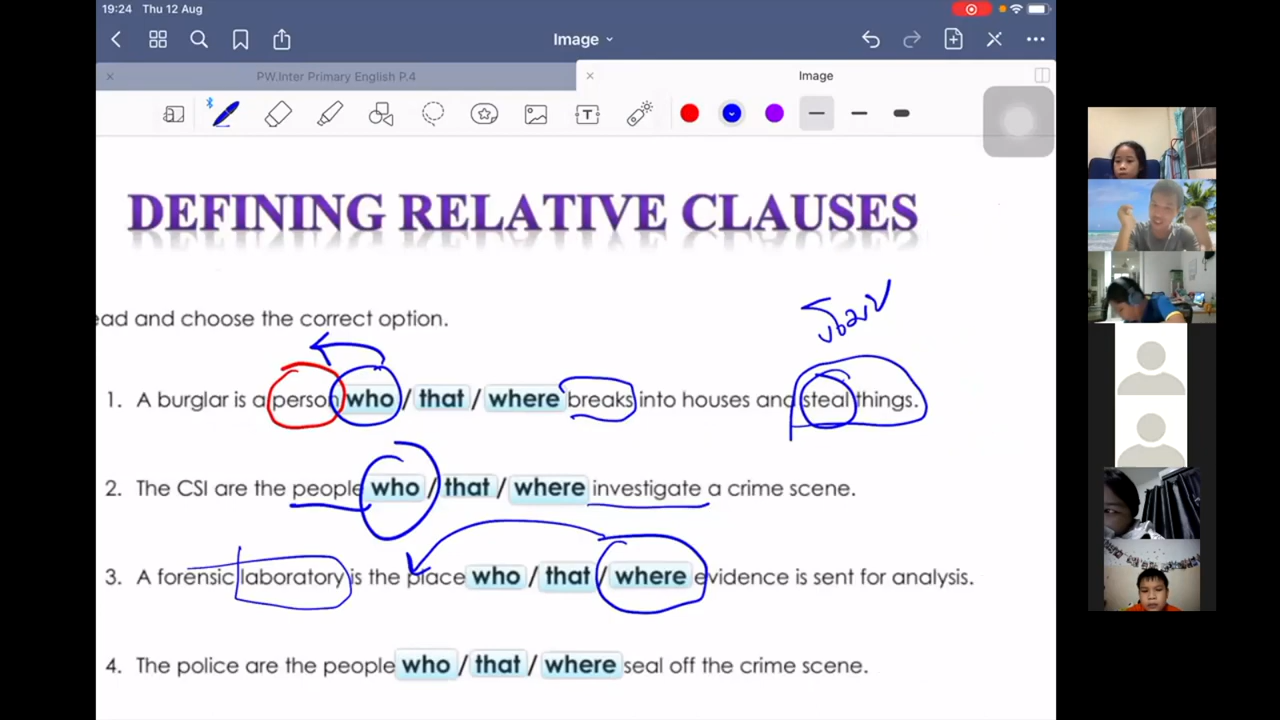 19:24 Thu 12 Aug
Image
PW.Inter Primary English P.4
Image
DEFINING RELATIVE CLAUSES
ead and choose the correct option.
1. A burglar is a person who / that / where breaks into houses and steal things.
2. The CSI are the people who / that / where investigate a crime scene.
3. A forensic laboratory is the place who / that / where evidence is sent for analysis.
4. The police are the people who / that / where seal off the crime scene.